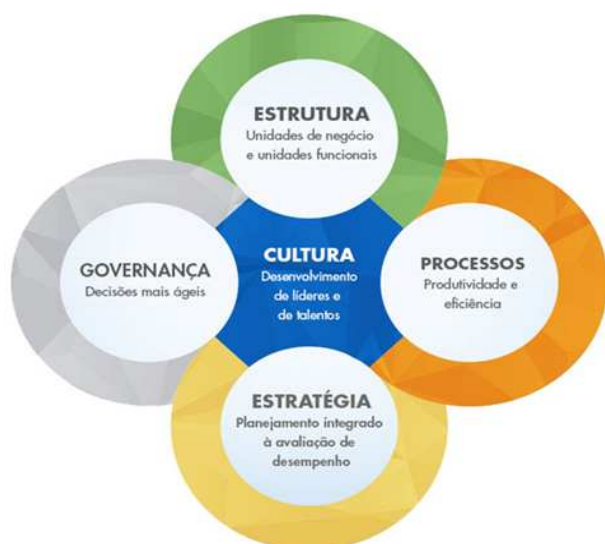 ESTRUTURA
Unidades de negócio
e unidades funcionais
GOVERNANÇA
Decisões mais ágeis
CULTURA
Desenvolvimento
de líderes e
de talentos
PROCESSOS
Produtividade e
eficiência
ESTRATÉGIA
Planejamento integrado
à avaliação de
desempenho